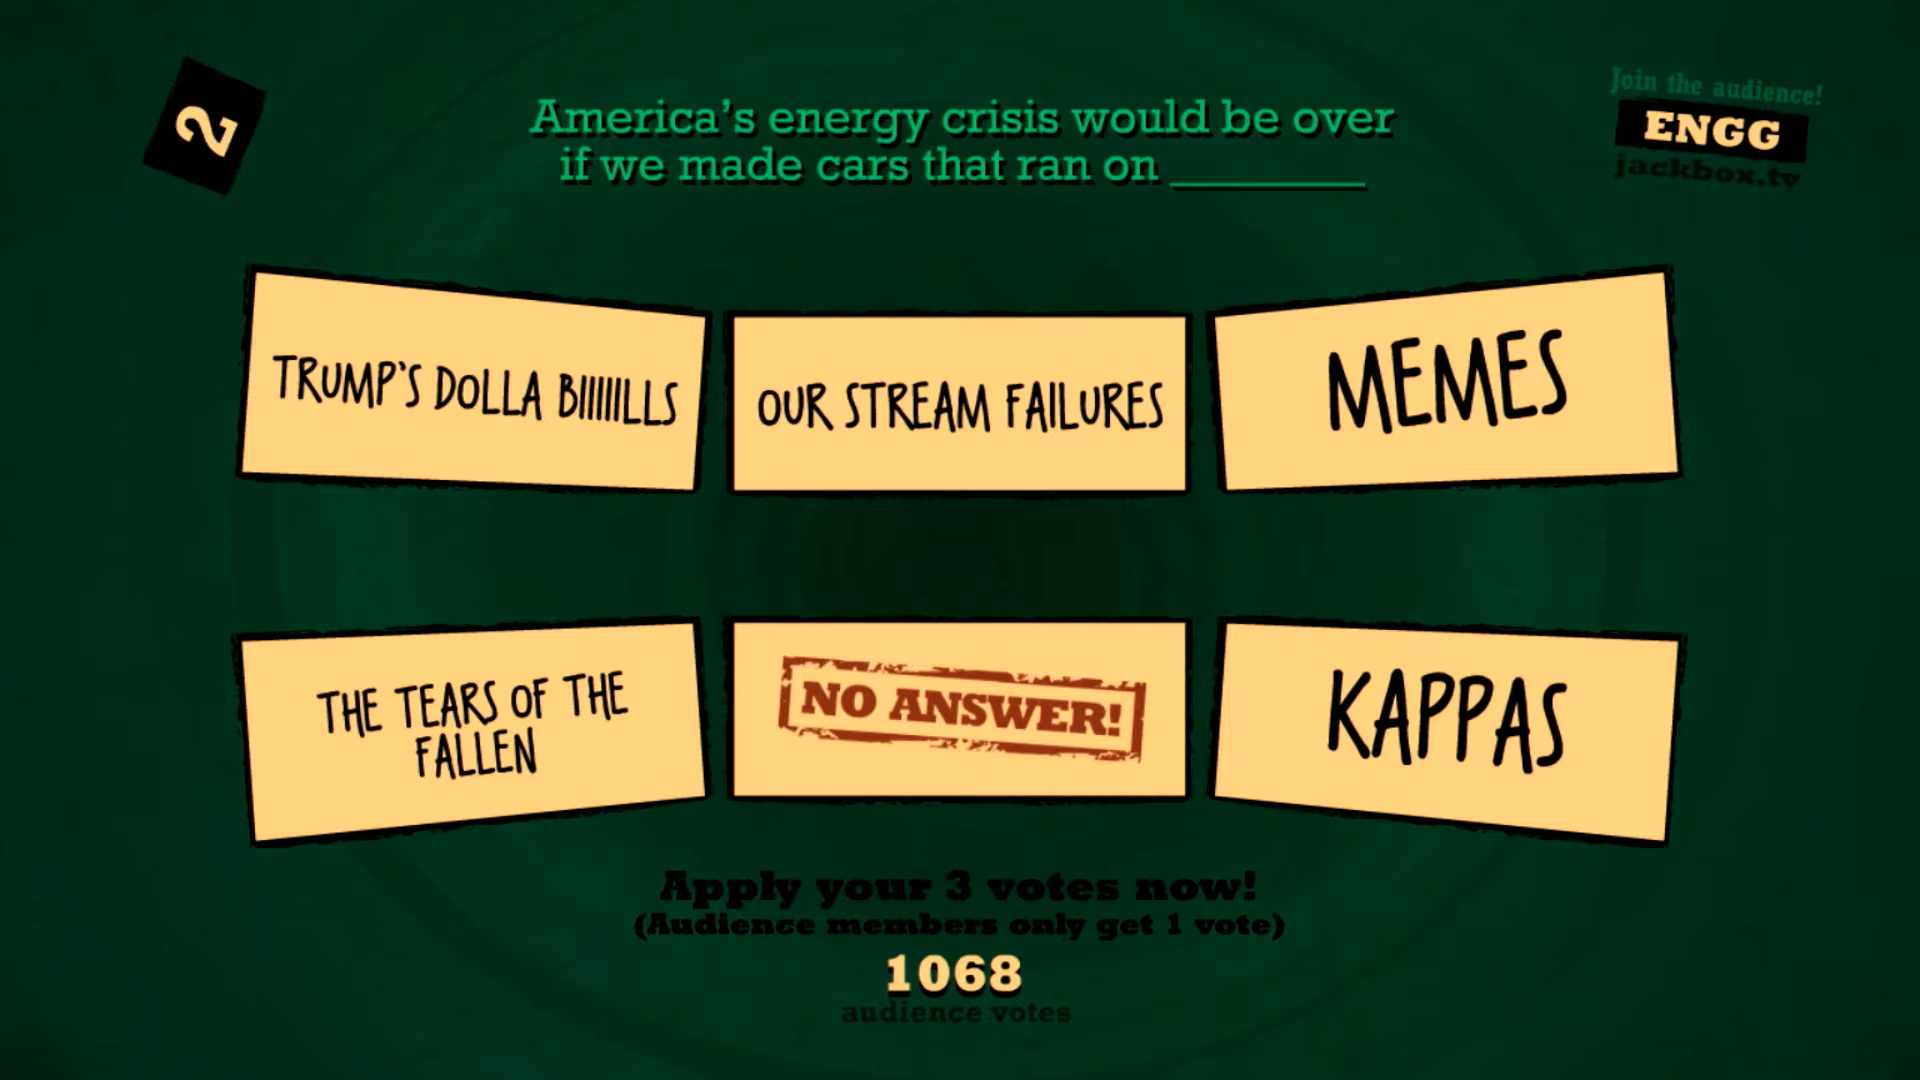 2
America's energy crisis would be over
if we made cars that ran on ________
Join the audience!
ENGG
jackbox.tv
TRUMP'S DOLLA BIIIIILLS
OUR STREAM FAILURES
MEMES
THE TEARS OF THE
FALLEN
NO ANSWER!
KAPPAS
Apply your 3 votes now!
(Audience members only get 1 vote)
1068
audience votes